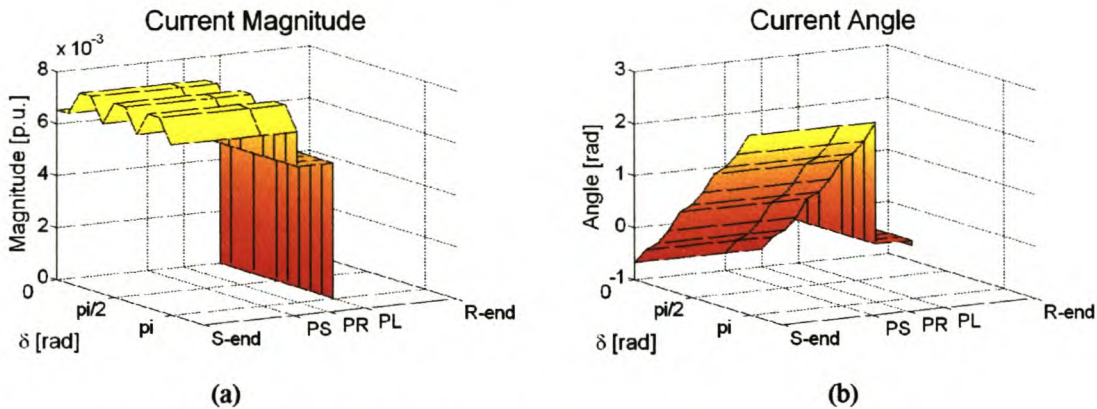 Current Magnitude
x 10⁻³
8
6
4
2
0
Magnitude [p.u.]
0
pi/2
pi
δ [rad]
S-end
PS
PR
PL
R-end
(a)
Current Angle
3
2
1
0
-1
Angle [rad]
0
pi/2
pi
δ [rad]
S-end
PS
PR
PL
R-end
(b)